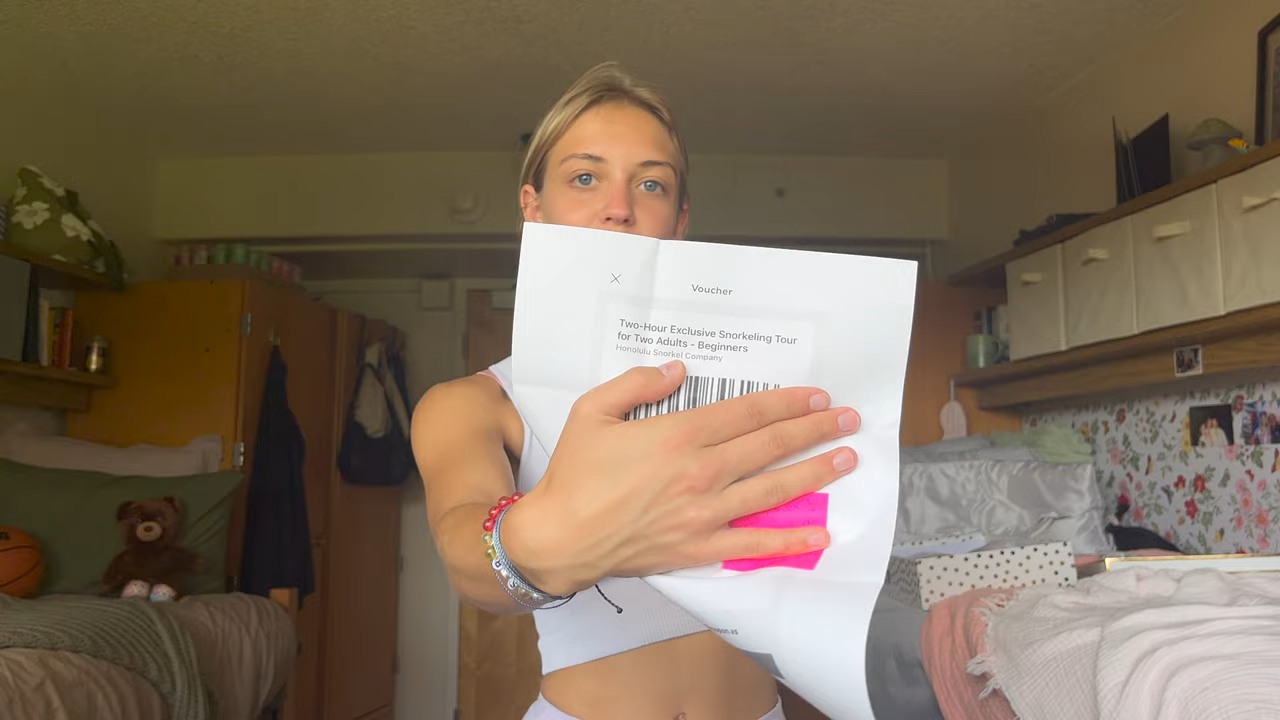 Voucher
Two-Hour Exclusive Snorkeling Tour
for Two Adults - Beginners
Honolulu Snorkel Company